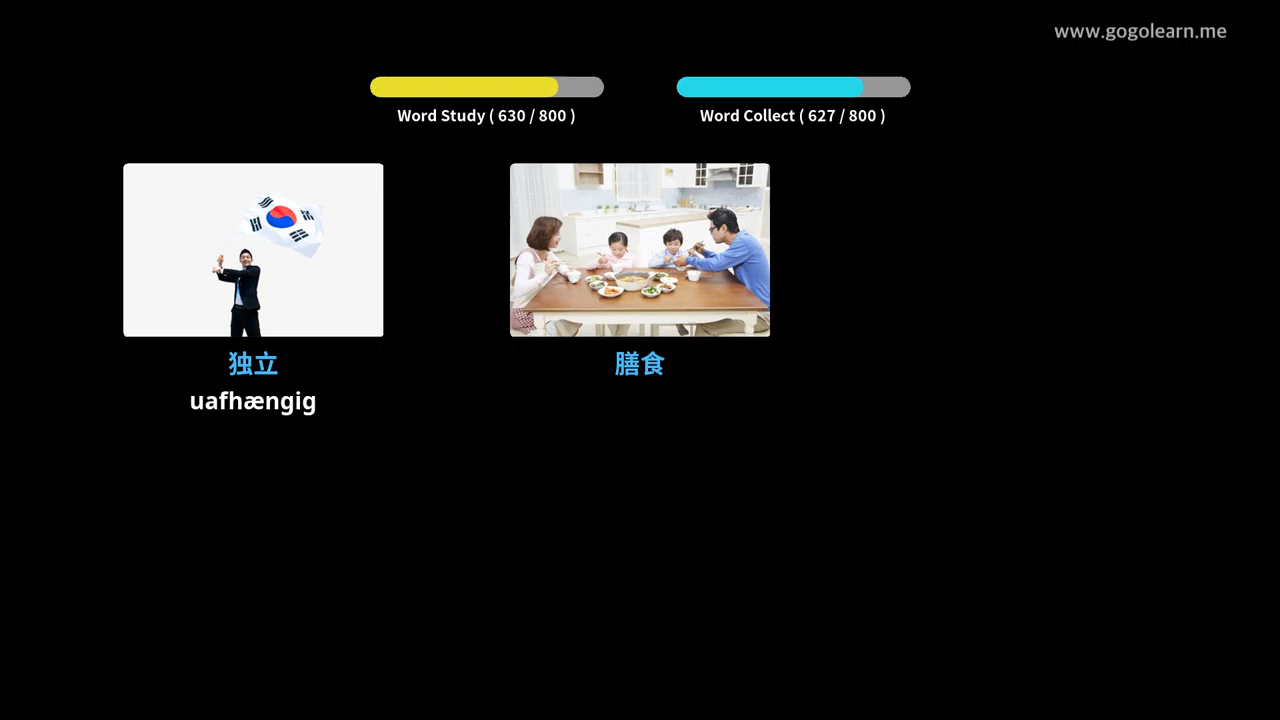 www.gogolearn.me
Word Study ( 630 / 800 )
Word Collect ( 627 / 800 )
独立
膳食
uafhængig